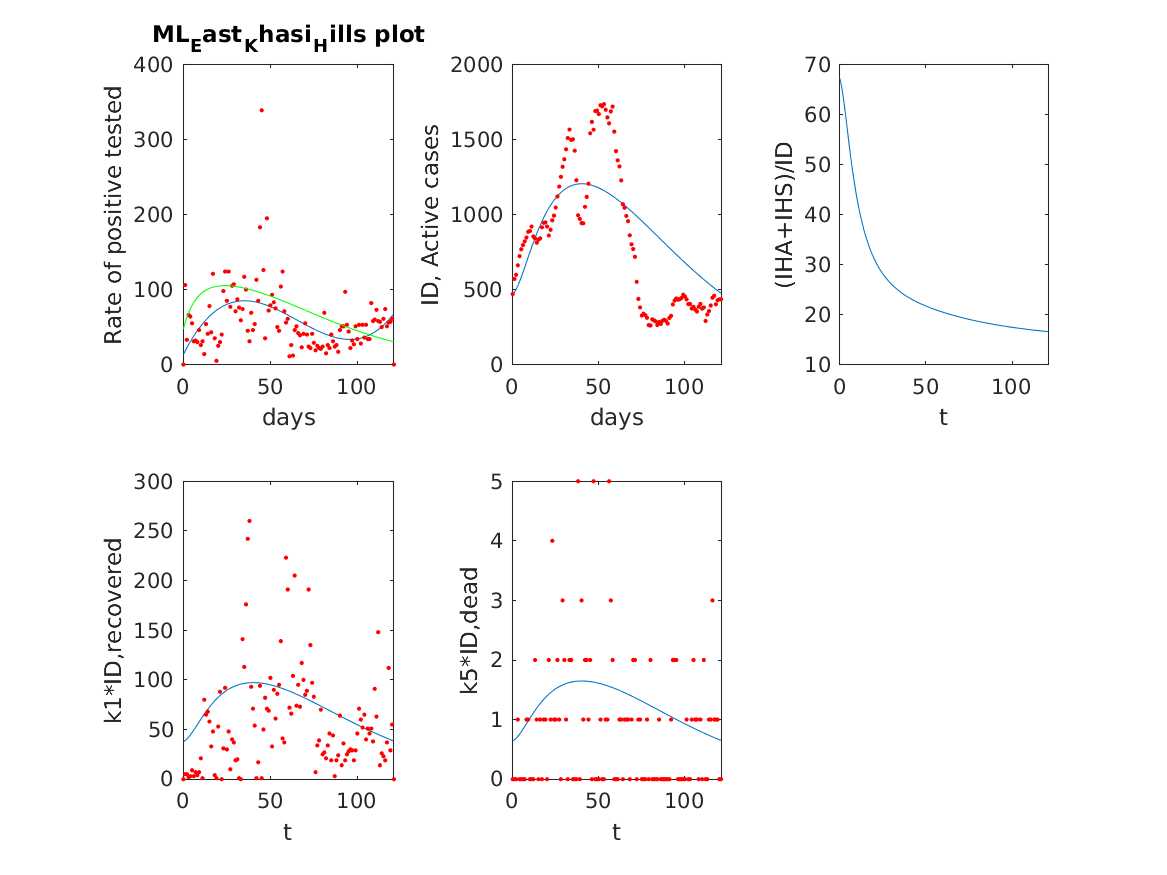 ML_East_Khasi_Hills plot
400
300
200
100
0
Rate of positive tested
0 50 100
days
2000
1500
1000
500
0
ID, Active cases
0 50 100
days
70
60
50
40
30
20
10
(IHA+IHS)/ID
0 50 100
t
300
250
200
150
100
50
0
k1*ID,recovered
0 50 100
t
5
4
3
2
1
0
k5*ID,dead
0 50 100
t